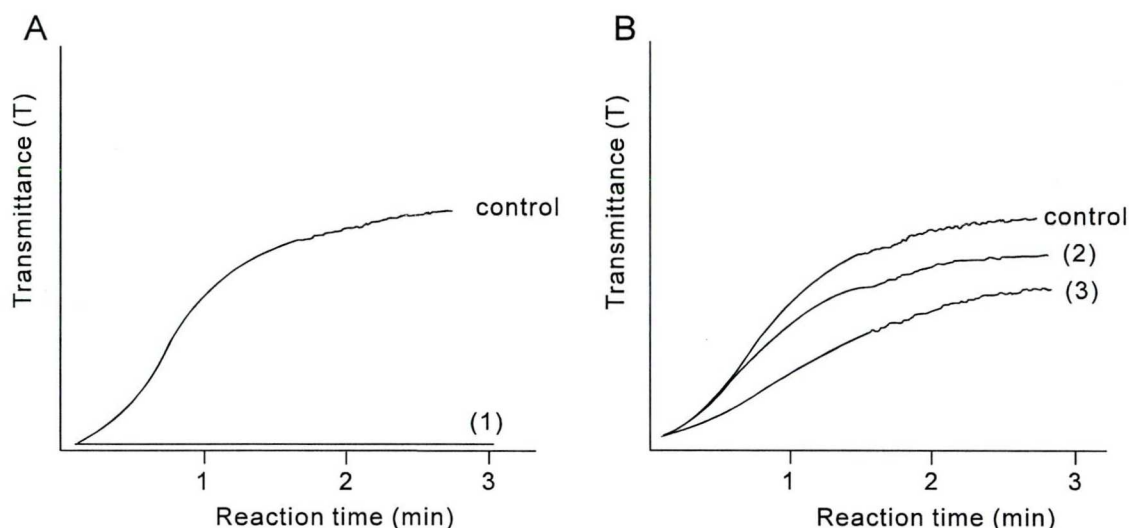 A
Transmittance (T)
control
(1)
1
2
3
Reaction time (min)
B
Transmittance (T)
control
(2)
(3)
1
2
3
Reaction time (min)